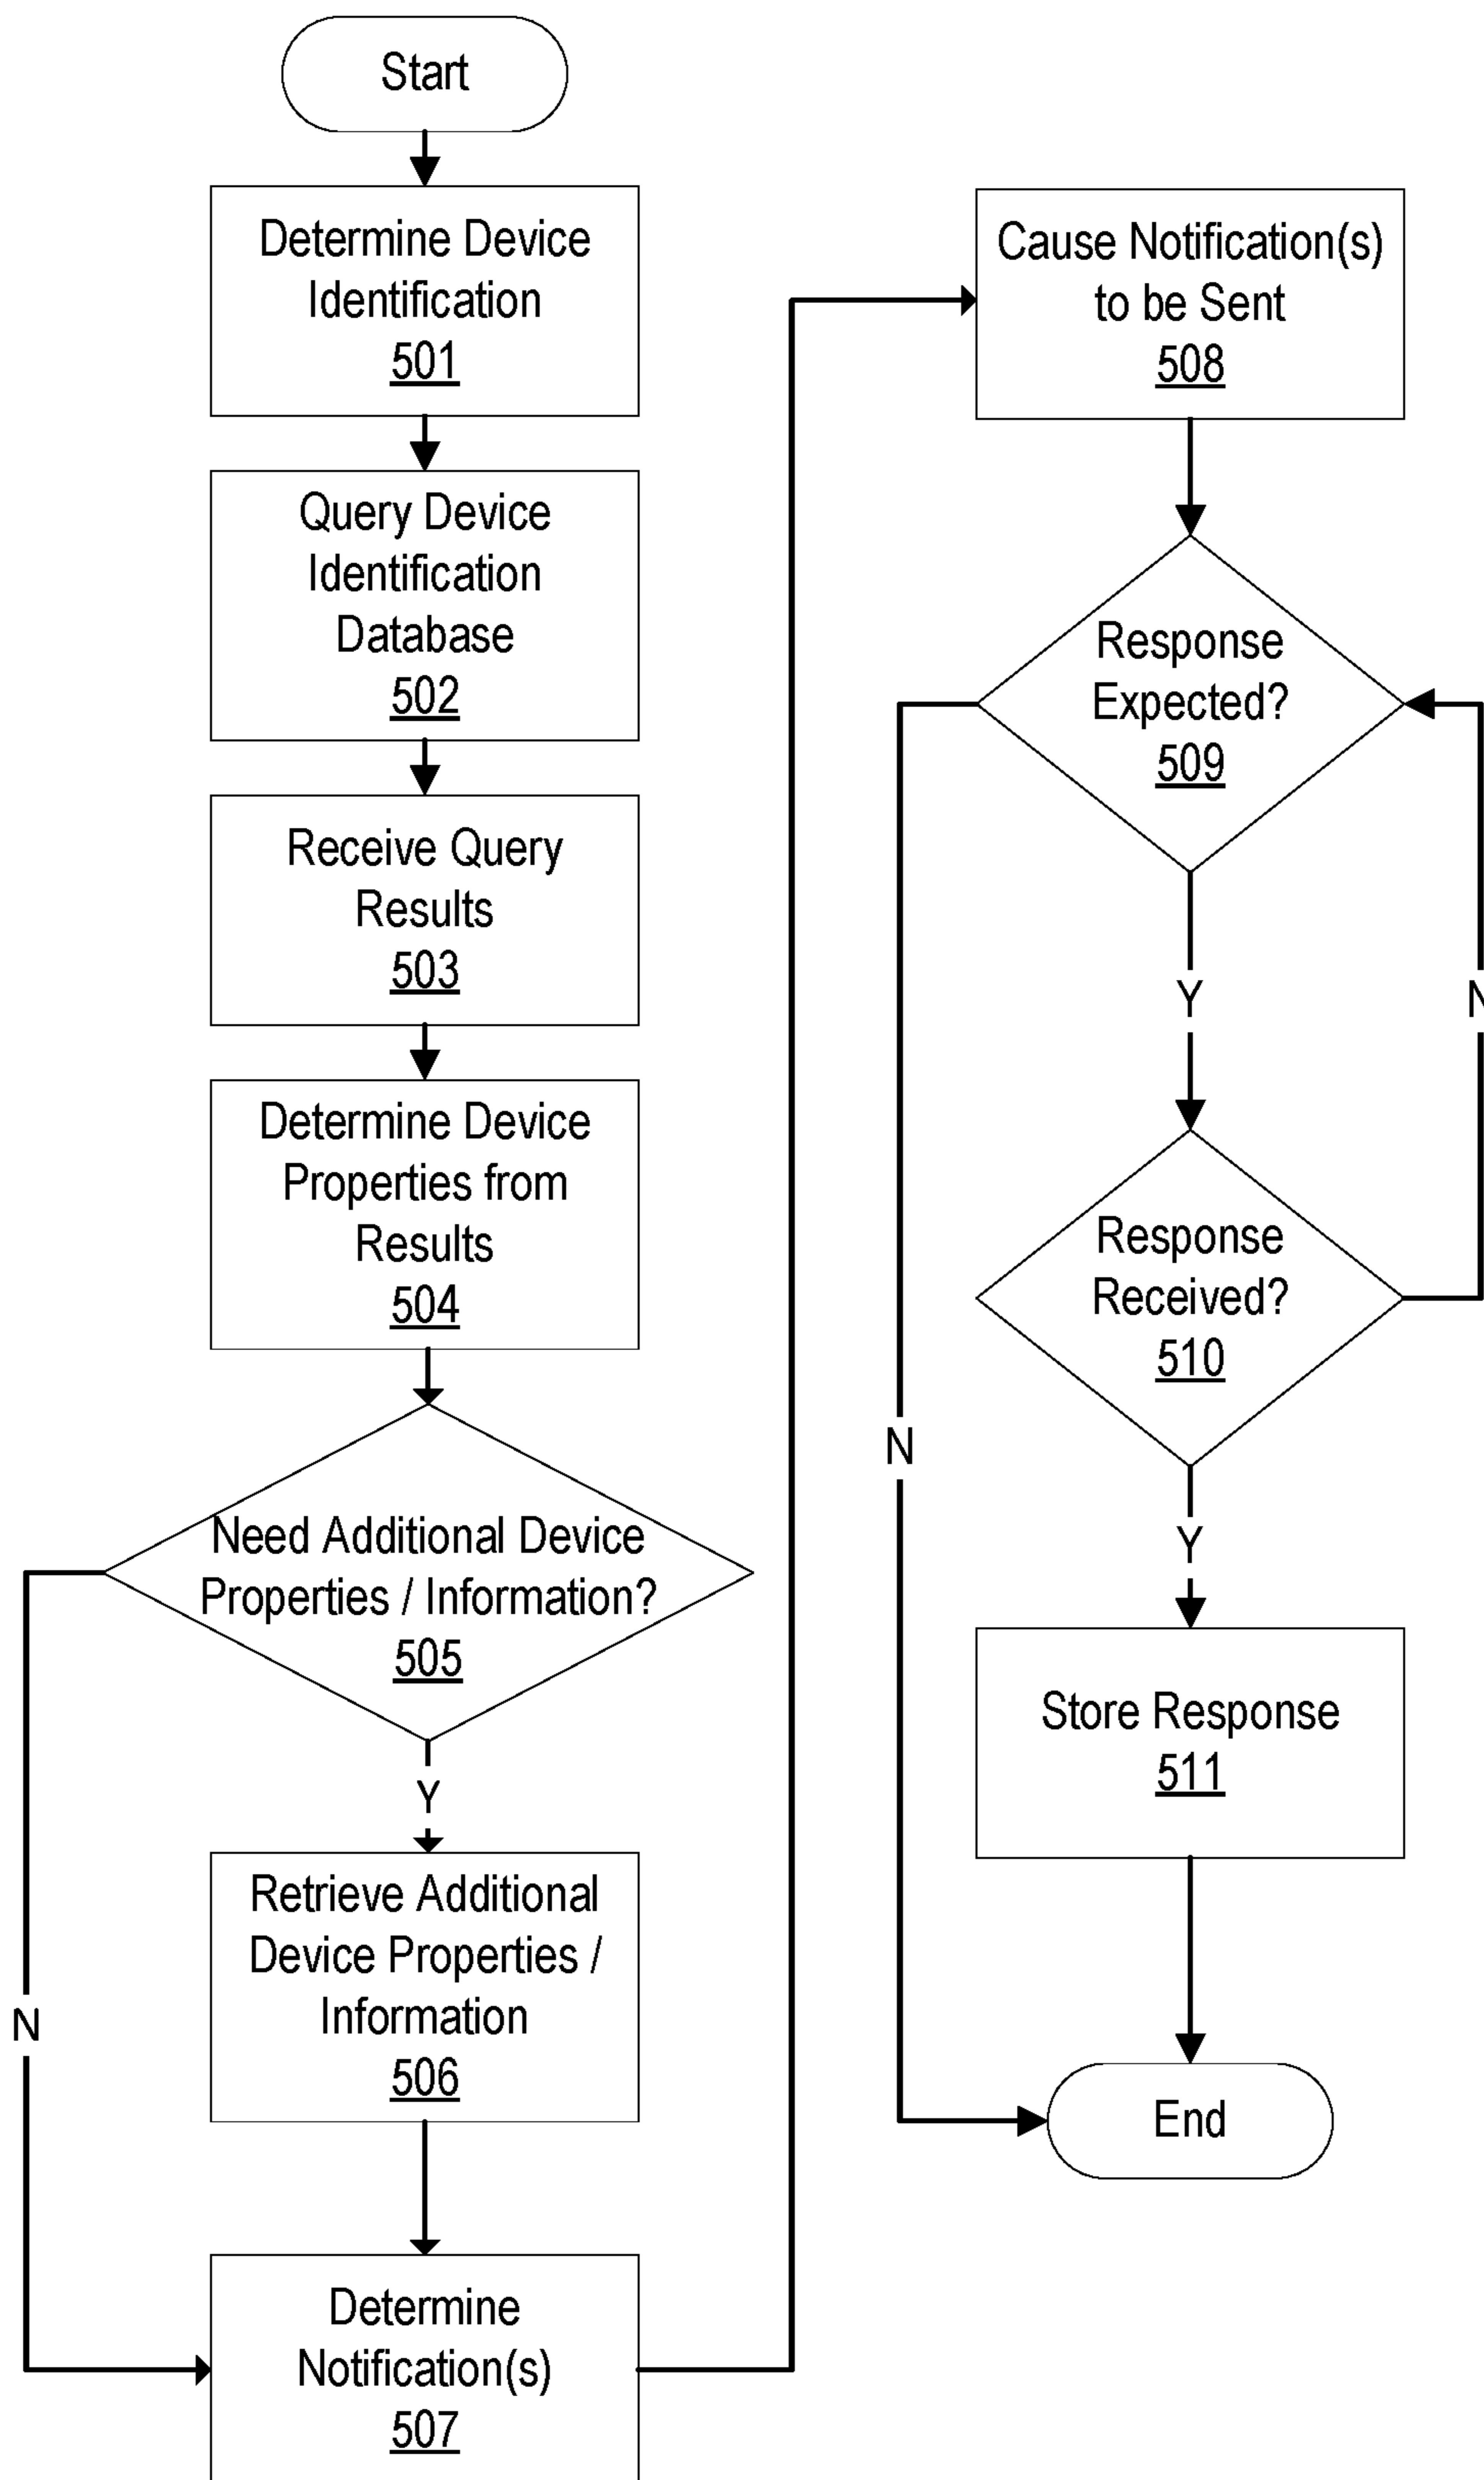 Start
Determine Device
Identification
501
Query Device
Identification
Database
502
Receive Query
Results
503
Determine Device
Properties from
Results
504
Need Additional Device
Properties / Information?
505
Y
N
Retrieve Additional
Device Properties /
Information
506
Determine
Notification(s)
507
Cause Notification(s)
to be Sent
508
Response
Expected?
509
Y
N
N
Response
Received?
510
Y
Store Response
511
End